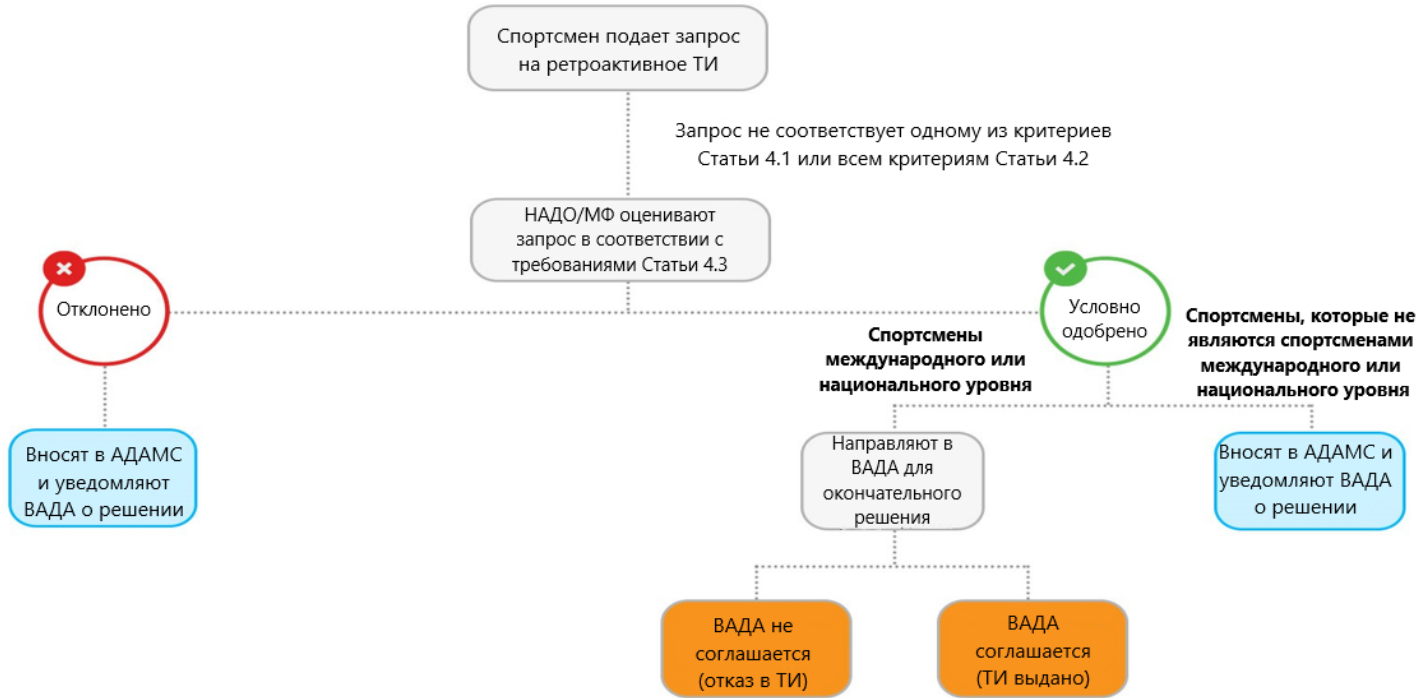 Спортсмен подает запрос
на ретроактивное ТИ
Запрос не соответствует одному из критериев
Статьи 4.1 или всем критериям Статьи 4.2
НАДО/МФ оценивают
запрос в соответствии с
требованиями Статьи 4.3
Отклонено
Условно
одобрено
Спортсмены
международного или
национального уровня
Спортсмены, которые не
являются спортсменами
международного или
национального уровня
Вносят в АДАМС
и уведомляют
ВАДА о решении
Направляют в
ВАДА для
окончательного
решения
Вносят в АДАМС и
уведомляют ВАДА
о решении
ВАДА не
соглашается
(отказ в ТИ)
ВАДА
соглашается
(ТИ выдано)